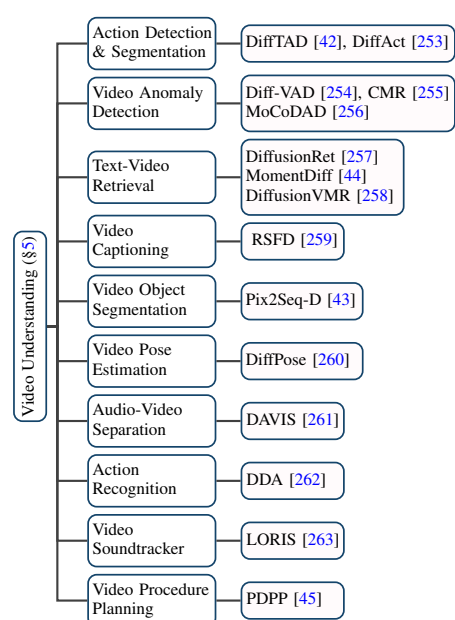 Video Understanding (§5)
Action Detection
& Segmentation
DiffTAD [42], DiffAct [253]
Video Anomaly
Detection
Diff-VAD [254], CMR [255]
MoCoDAD [256]
Text-Video
Retrieval
DiffusionRet [257]
MomentDiff [44]
DiffusionVMR [258]
Video
Captioning
RSFD [259]
Video Object
Segmentation
Pix2Seq-D [43]
Video Pose
Estimation
DiffPose [260]
Audio-Video
Separation
DAVIS [261]
Action
Recognition
DDA [262]
Video
Soundtracker
LORIS [263]
Video Procedure
Planning
PDPP [45]